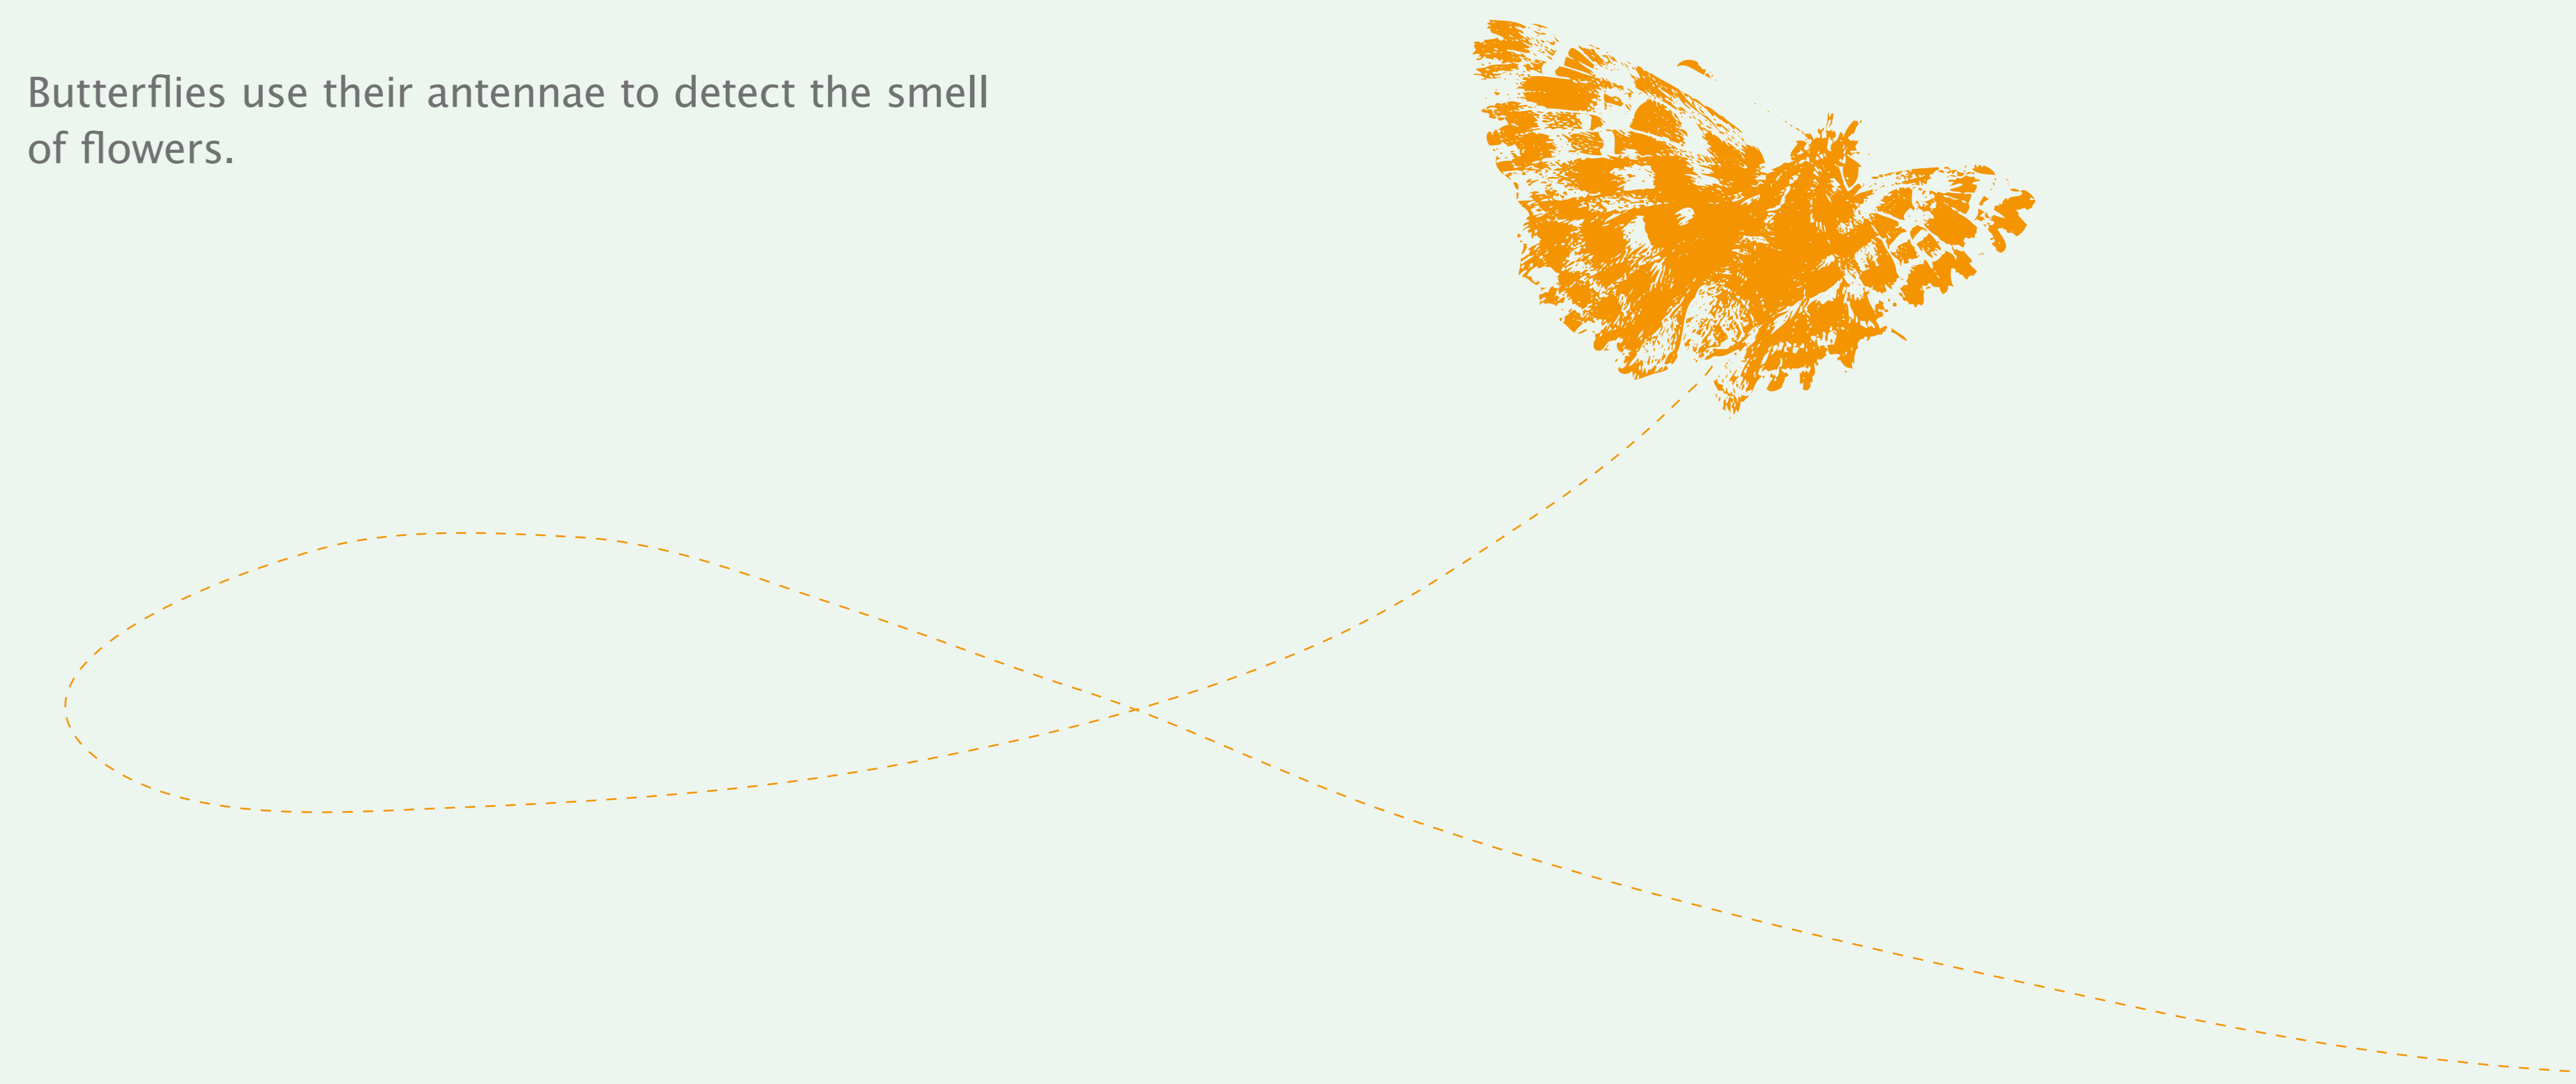 Butterflies use their antennae to detect the smell
of flowers.